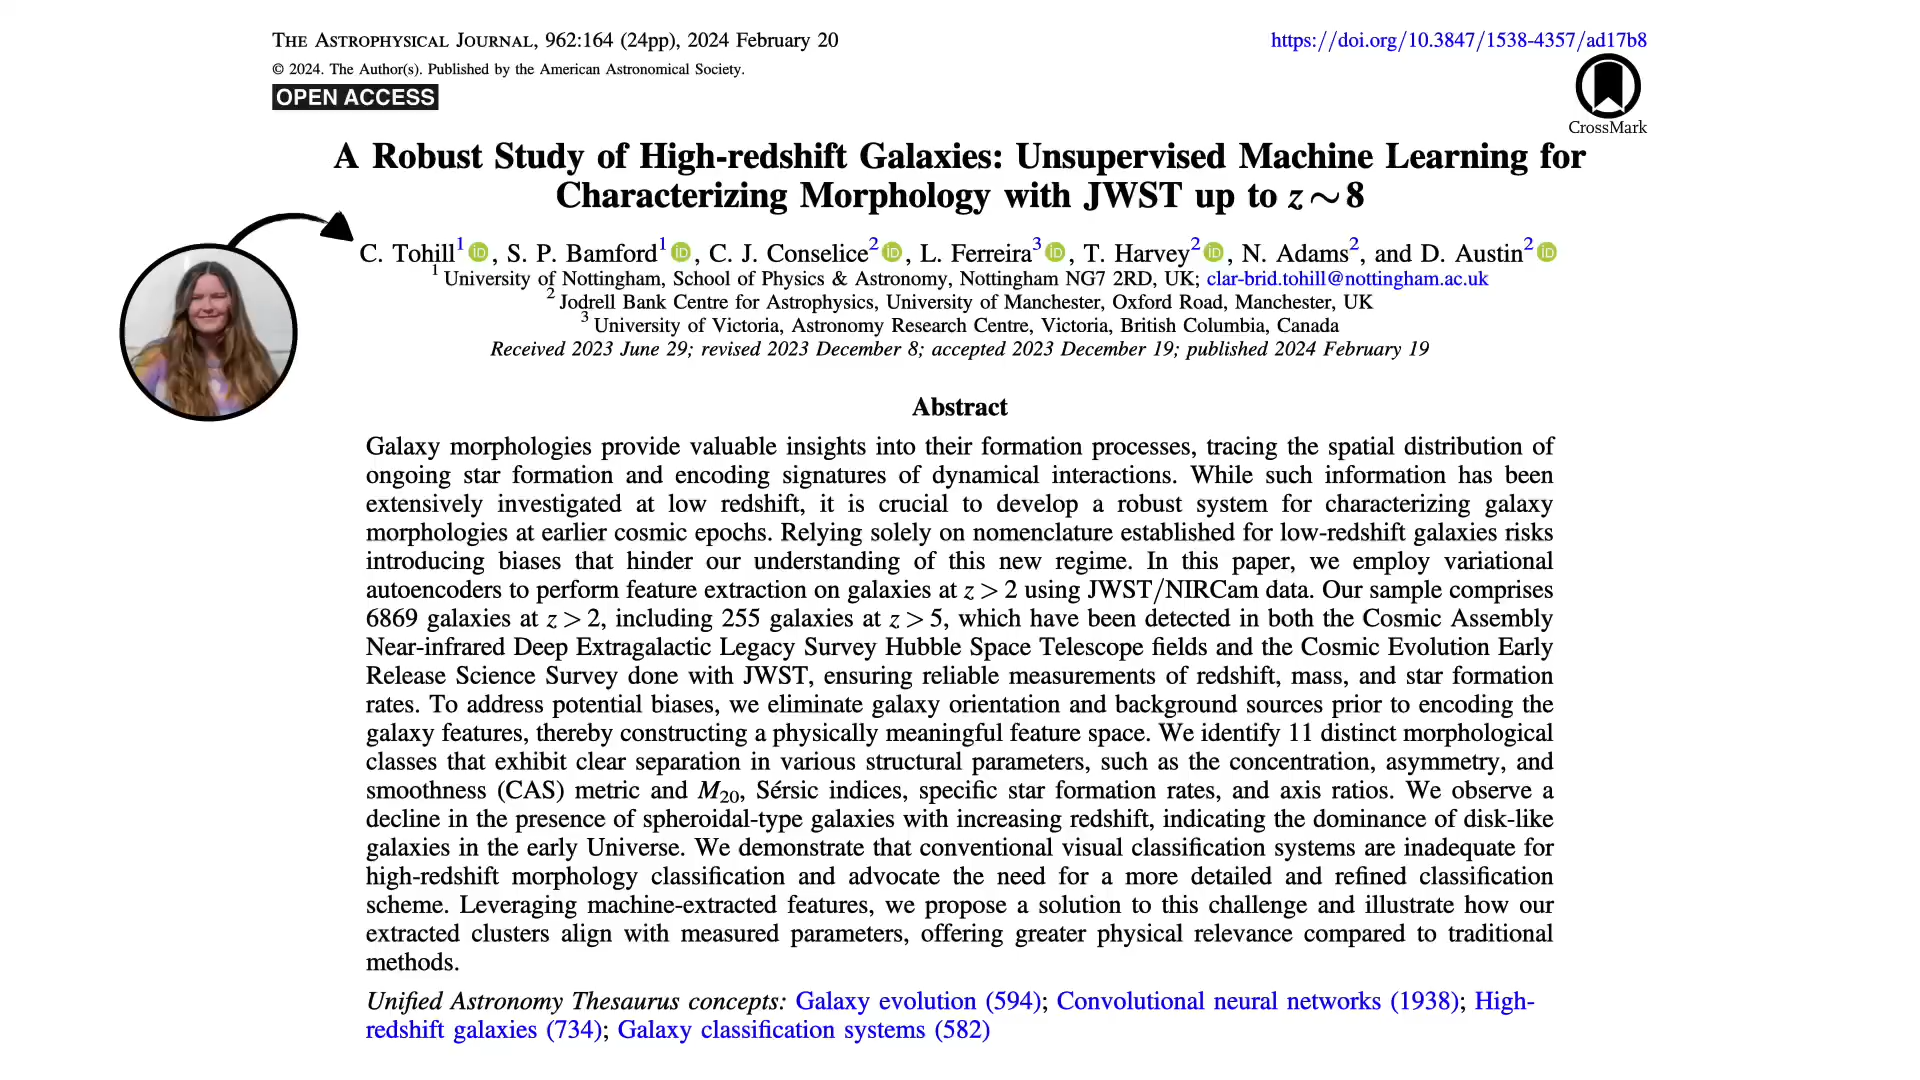 THE ASTROPHYSICAL JOURNAL, 962:164 (24pp), 2024 February 20
https://doi.org/10.3847/1538-4357/ad17b8
© 2024. The Author(s). Published by the American Astronomical Society.
OPEN ACCESS
CrossMark
A Robust Study of High-redshift Galaxies: Unsupervised Machine Learning for
Characterizing Morphology with JWST up to z ∼ 8
C. Tohill1 iD, S. P. Bamford1 iD, C. J. Conselice2 iD, L. Ferreira3 iD, T. Harvey2 iD, N. Adams2, and D. Austin2 iD
1 University of Nottingham, School of Physics & Astronomy, Nottingham NG7 2RD, UK; clar-brid.tohill@nottingham.ac.uk
2 Jodrell Bank Centre for Astrophysics, University of Manchester, Oxford Road, Manchester, UK
3 University of Victoria, Astronomy Research Centre, Victoria, British Columbia, Canada
Received 2023 June 29; revised 2023 December 8; accepted 2023 December 19; published 2024 February 19
Abstract
Galaxy morphologies provide valuable insights into their formation processes, tracing the spatial distribution of
ongoing star formation and encoding signatures of dynamical interactions. While such information has been
extensively investigated at low redshift, it is crucial to develop a robust system for characterizing galaxy
morphologies at earlier cosmic epochs. Relying solely on nomenclature established for low-redshift galaxies risks
introducing biases that hinder our understanding of this new regime. In this paper, we employ variational
autoencoders to perform feature extraction on galaxies at z > 2 using JWST/NIRCam data. Our sample comprises
6869 galaxies at z > 2, including 255 galaxies at z > 5, which have been detected in both the Cosmic Assembly
Near-infrared Deep Extragalactic Legacy Survey Hubble Space Telescope fields and the Cosmic Evolution Early
Release Science Survey done with JWST, ensuring reliable measurements of redshift, mass, and star formation
rates. To address potential biases, we eliminate galaxy orientation and background sources prior to encoding the
galaxy features, thereby constructing a physically meaningful feature space. We identify 11 distinct morphological
classes that exhibit clear separation in various structural parameters, such as the concentration, asymmetry, and
smoothness (CAS) metric and M20, Sérsic indices, specific star formation rates, and axis ratios. We observe a
decline in the presence of spheroidal-type galaxies with increasing redshift, indicating the dominance of disk-like
galaxies in the early Universe. We demonstrate that conventional visual classification systems are inadequate for
high-redshift morphology classification and advocate the need for a more detailed and refined classification
scheme. Leveraging machine-extracted features, we propose a solution to this challenge and illustrate how our
extracted clusters align with measured parameters, offering greater physical relevance compared to traditional
methods.
Unified Astronomy Thesaurus concepts: Galaxy evolution (594); Convolutional neural networks (1938); High-
redshift galaxies (734); Galaxy classification systems (582)